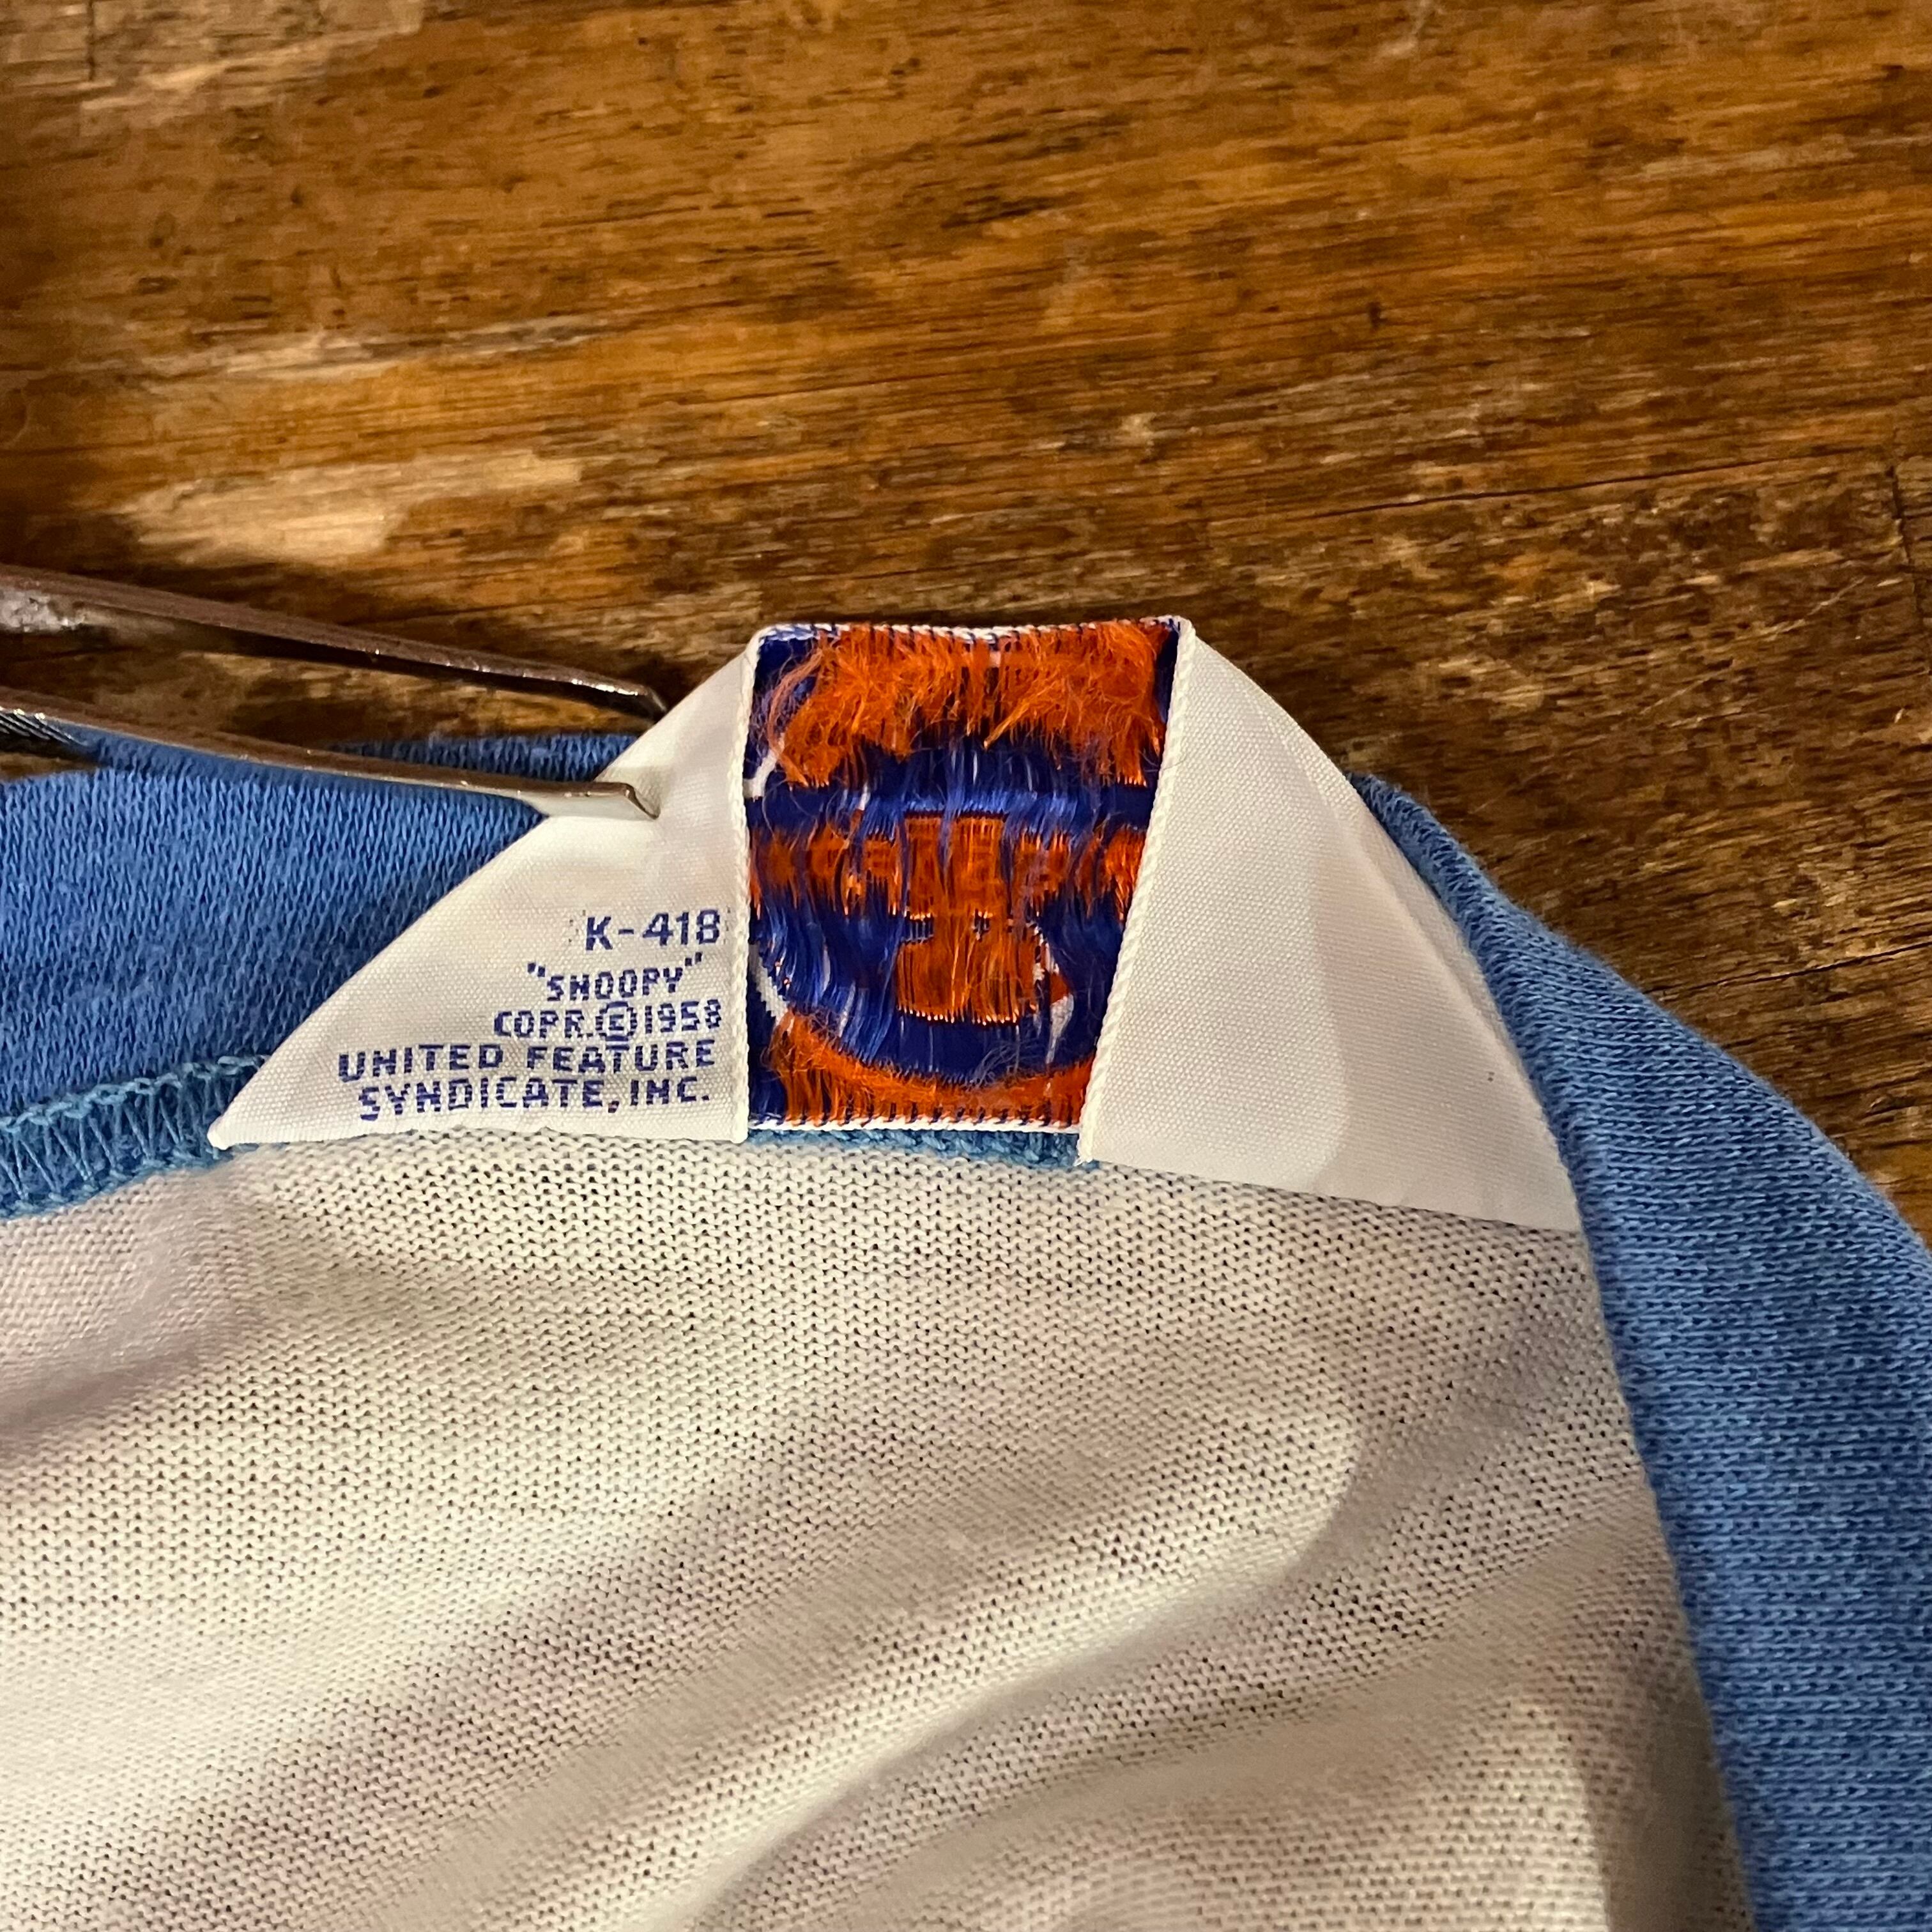 K-418
"SNOOPY"
COPR.©1958
UNITED FEATURE
SYNDICATE, INC.